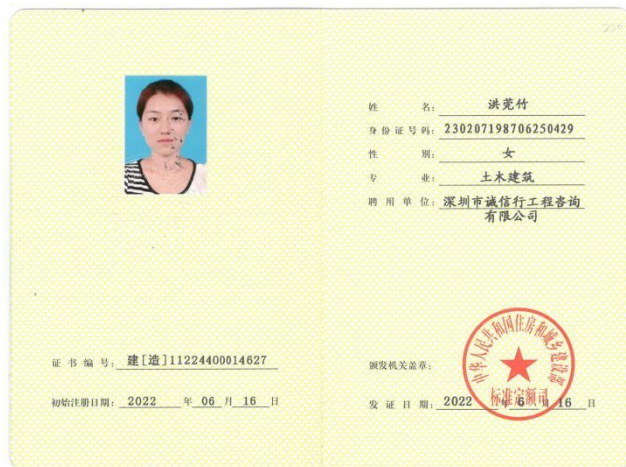 姓 名: 洪莞竹
身份证号码: 230207198706250429
性 别: 女
专 业: 土木建筑
聘用单位: 深圳市诚信行工程咨询
有限公司
证书编号: 建[造]11224400014627
初始注册日期: 2022 年 06 月 16 日
颁发机关盖章:
中华人民共和国住房和城乡建设部
标准定额司
发证日期: 2022 年 6 月 16 日